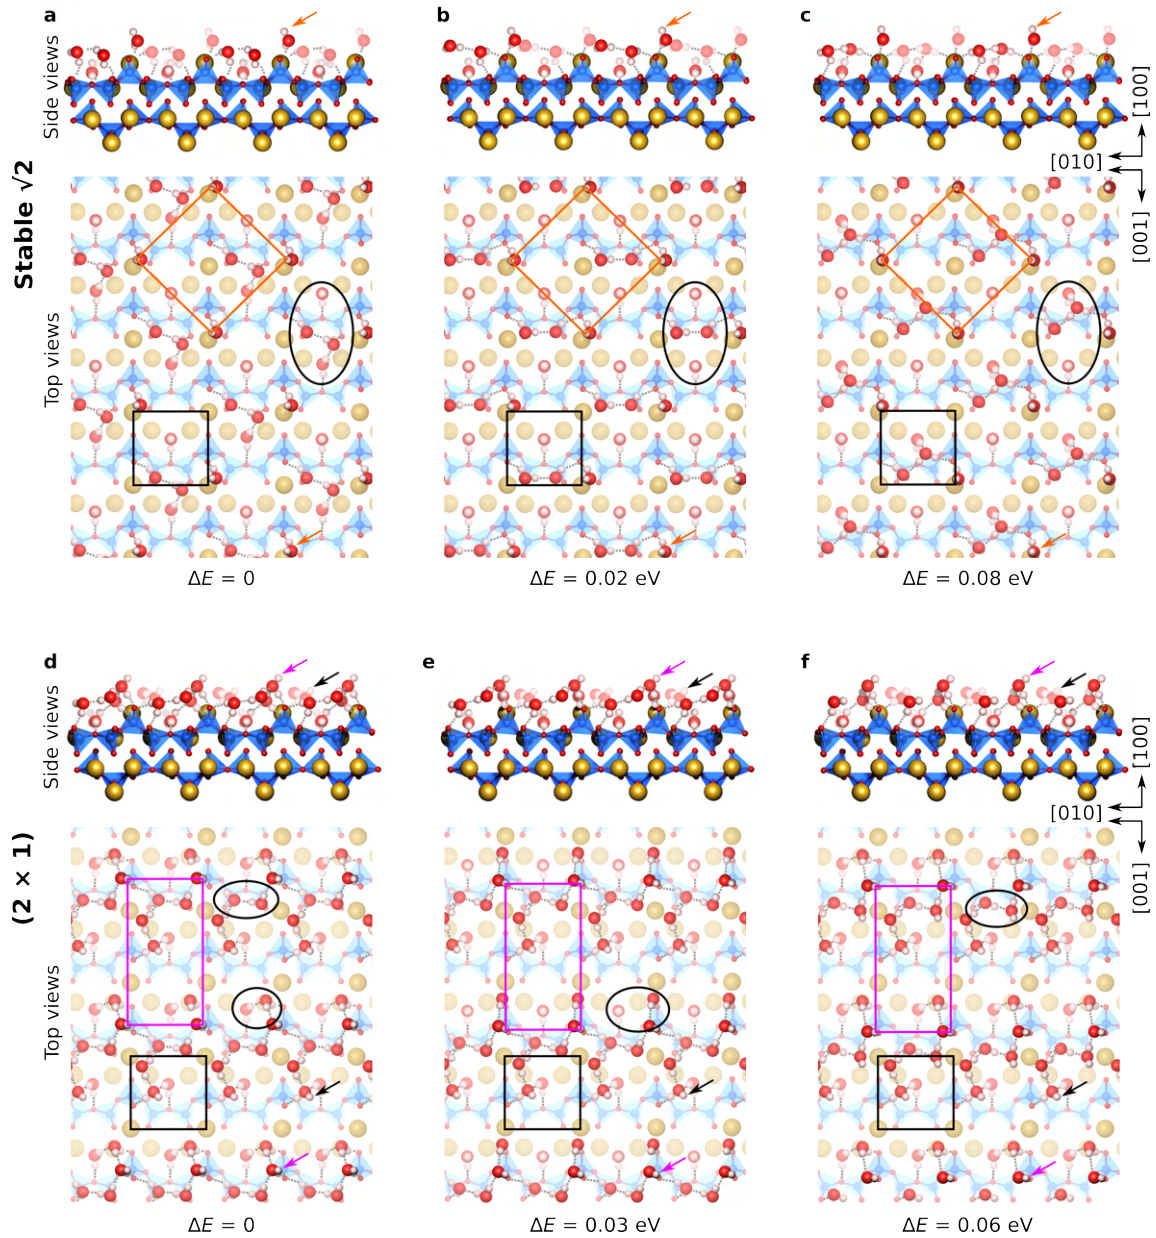 a
b
c
Side views
[100]
[010]
[001]
Stable √2
Top views
ΔE = 0
ΔE = 0.02 eV
ΔE = 0.08 eV
d
e
f
Side views
[100]
[010]
[001]
(2 × 1)
Top views
ΔE = 0
ΔE = 0.03 eV
ΔE = 0.06 eV